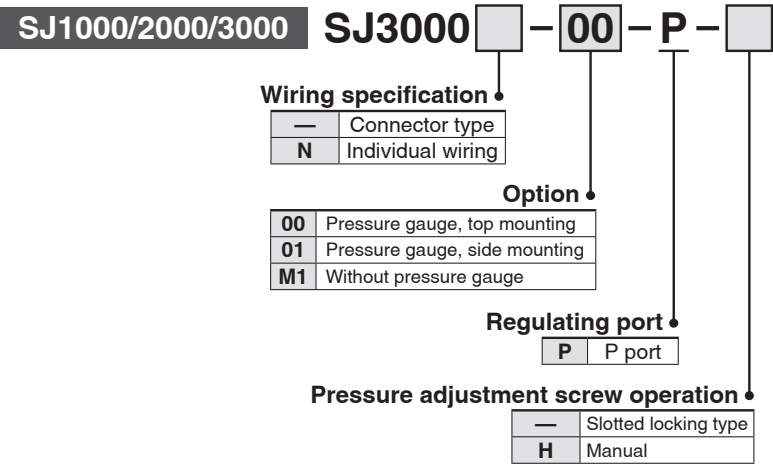 SJ1000/2000/3000 SJ3000 – 00 – P –
Wiring specification
— Connector type
N Individual wiring
Option
00 Pressure gauge, top mounting
01 Pressure gauge, side mounting
M1 Without pressure gauge
Regulating port
P P port
Pressure adjustment screw operation
— Slotted locking type
H Manual